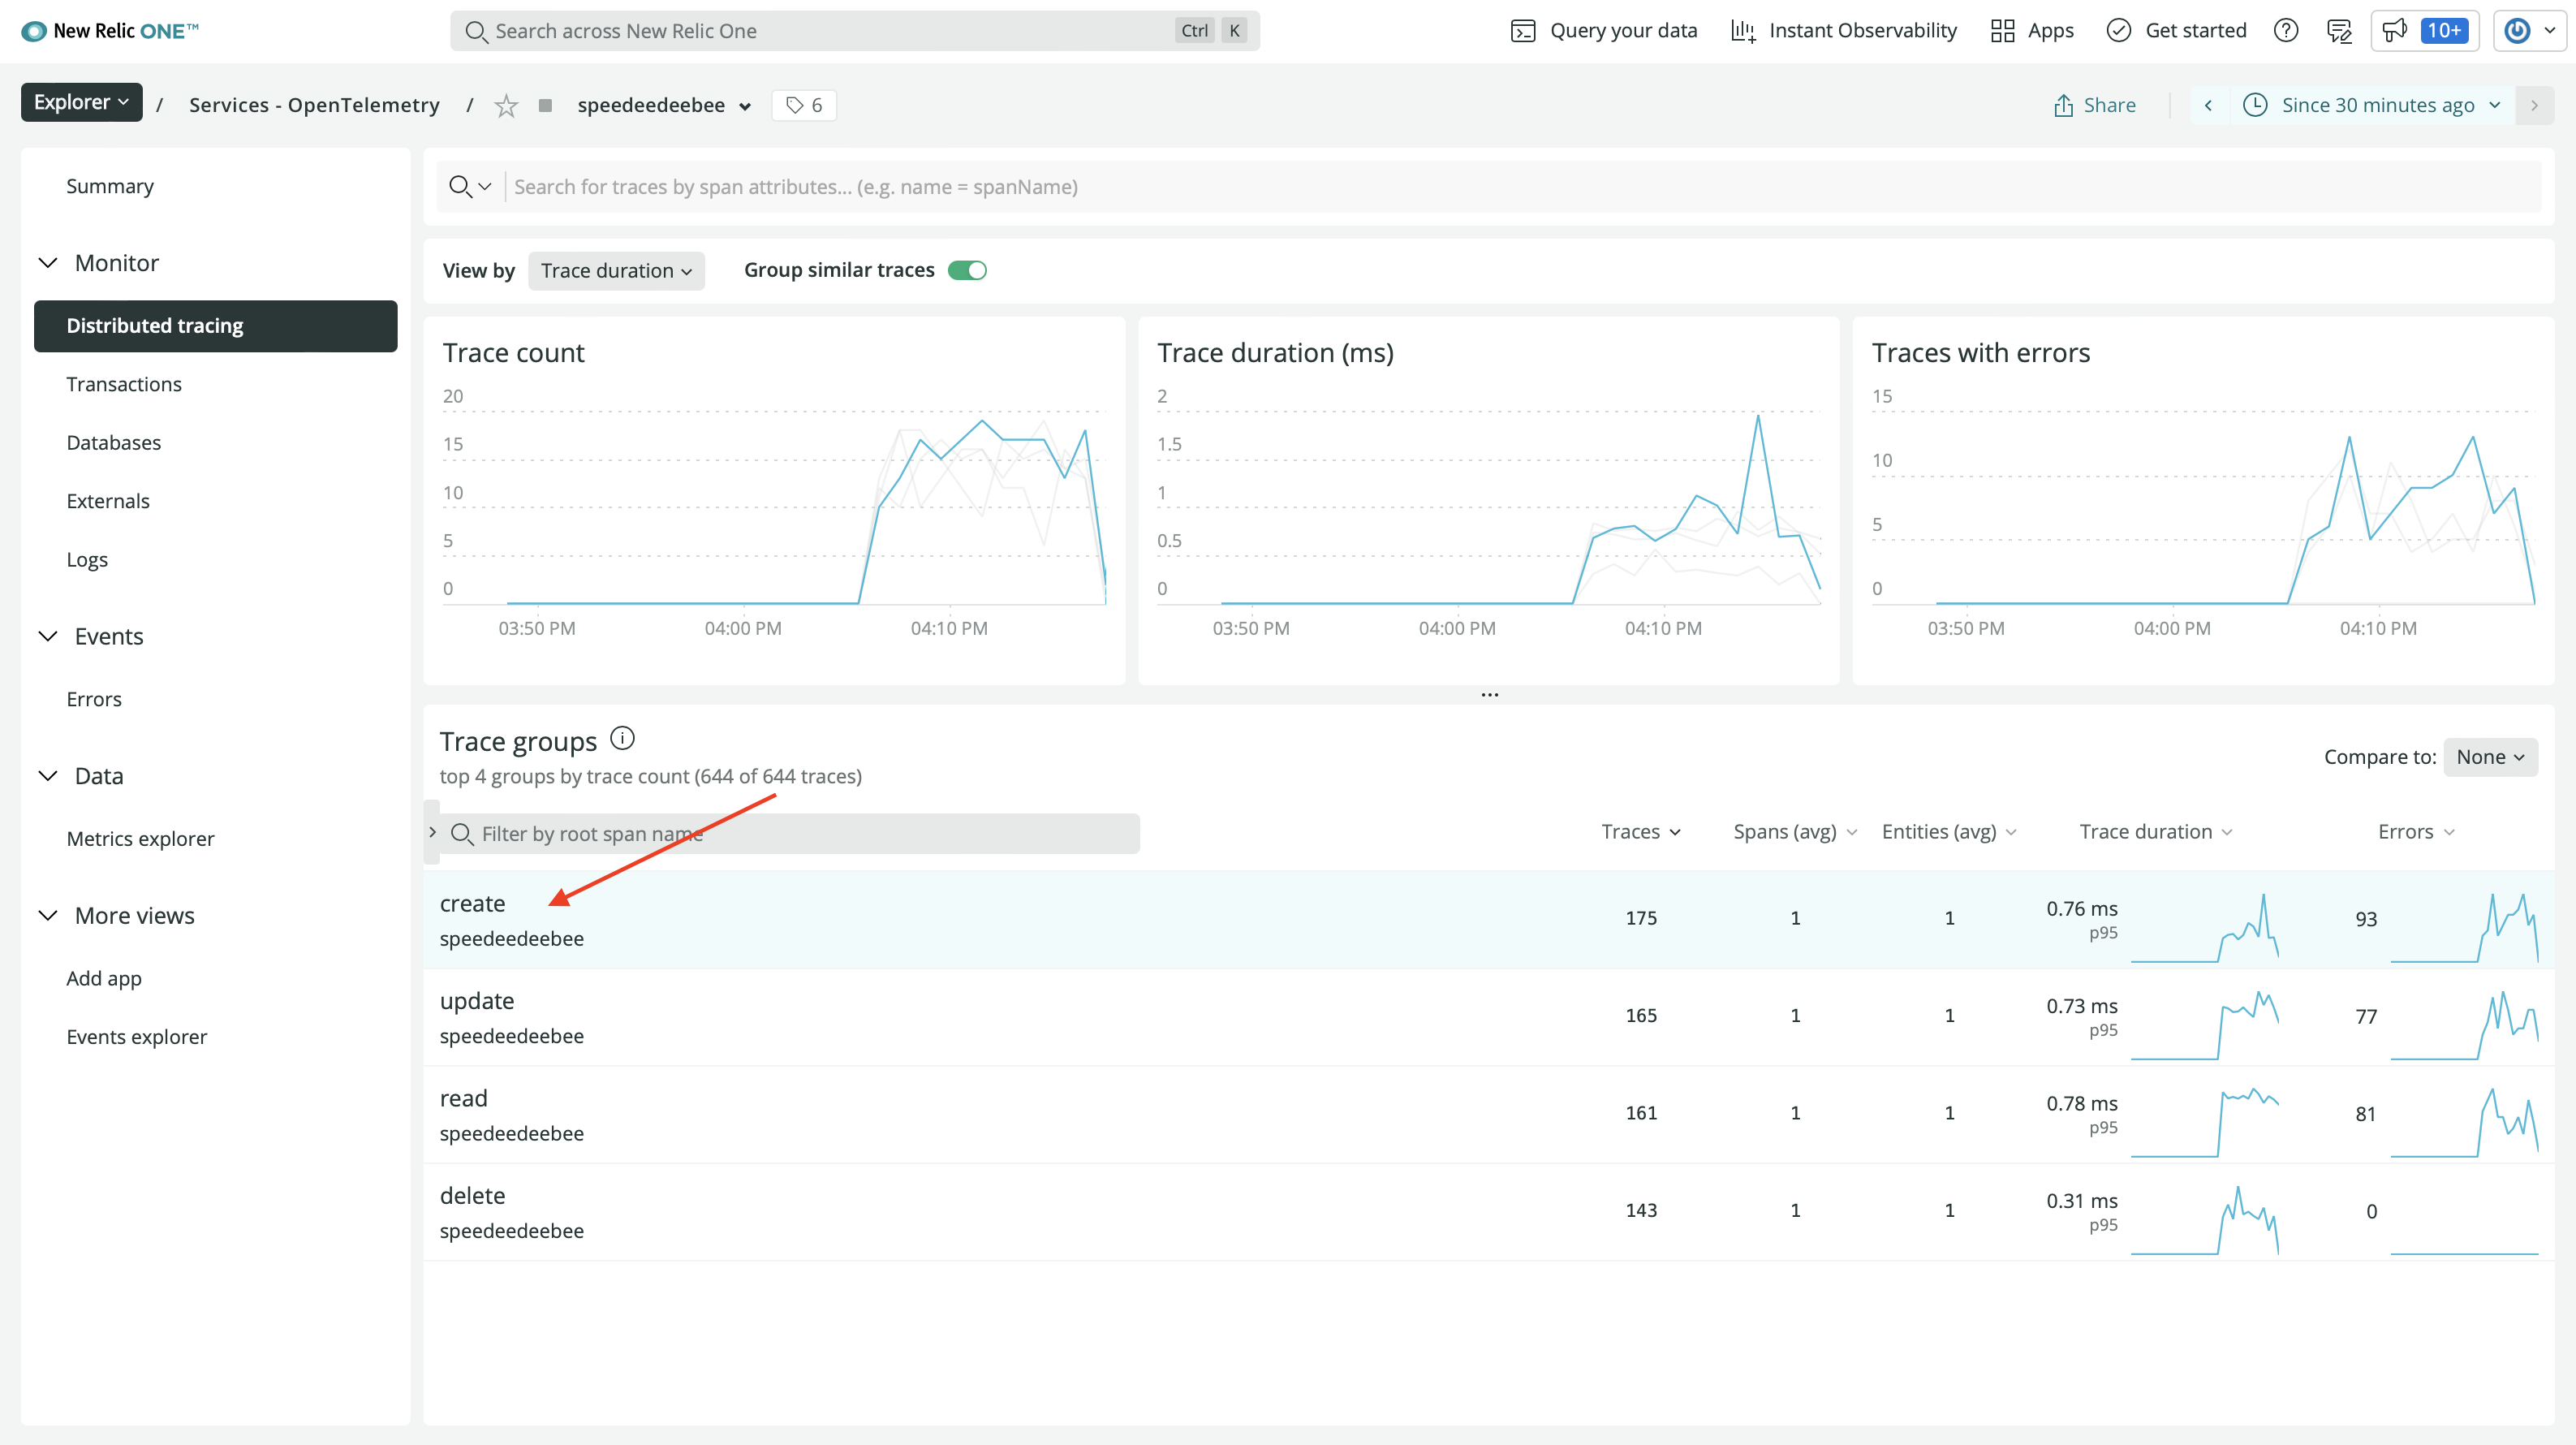 New Relic ONE™
Search across New Relic One Ctrl K
Query your data
Instant Observability
Apps
Get started
10+
Explorer / Services - OpenTelemetry / speedeedeebee 6
Share
Since 30 minutes ago
Summary
Monitor
Distributed tracing
Transactions
Databases
Externals
Logs
Events
Errors
Data
Metrics explorer
More views
Add app
Events explorer
Search for traces by span attributes... (e.g. name = spanName)
View by Trace duration Group similar traces
Trace count
20
15
10
5
0
03:50 PM 04:00 PM 04:10 PM
Trace duration (ms)
2
1.5
1
0.5
0
03:50 PM 04:00 PM 04:10 PM
Traces with errors
15
10
5
0
03:50 PM 04:00 PM 04:10 PM
...
Trace groups
top 4 groups by trace count (644 of 644 traces)
Compare to: None
Filter by root span name
Traces Spans (avg) Entities (avg) Trace duration Errors
create
speedeedeebee
175 1 1 0.76 ms p95 93
update
speedeedeebee
165 1 1 0.73 ms p95 77
read
speedeedeebee
161 1 1 0.78 ms p95 81
delete
speedeedeebee
143 1 1 0.31 ms p95 0